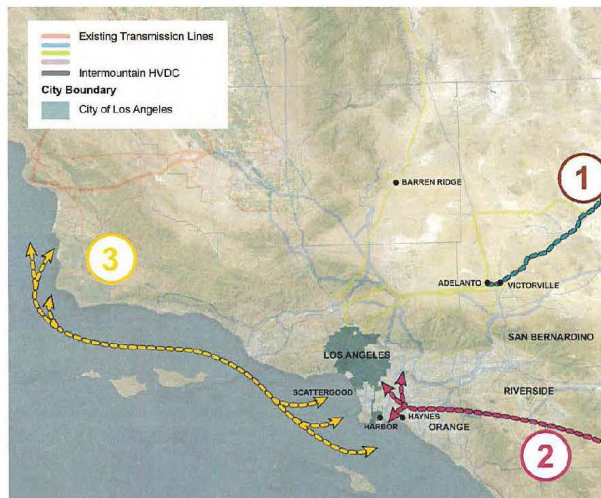 Existing Transmission Lines
Intermountain HVDC
City Boundary
City of Los Angeles
BARREN RIDGE
1
3
ADELANTO
VICTORVILLE
SAN BERNARDINO
LOS ANGELES
RIVERSIDE
SCATTERGOOD
HAYNES
HARBOR
ORANGE
2